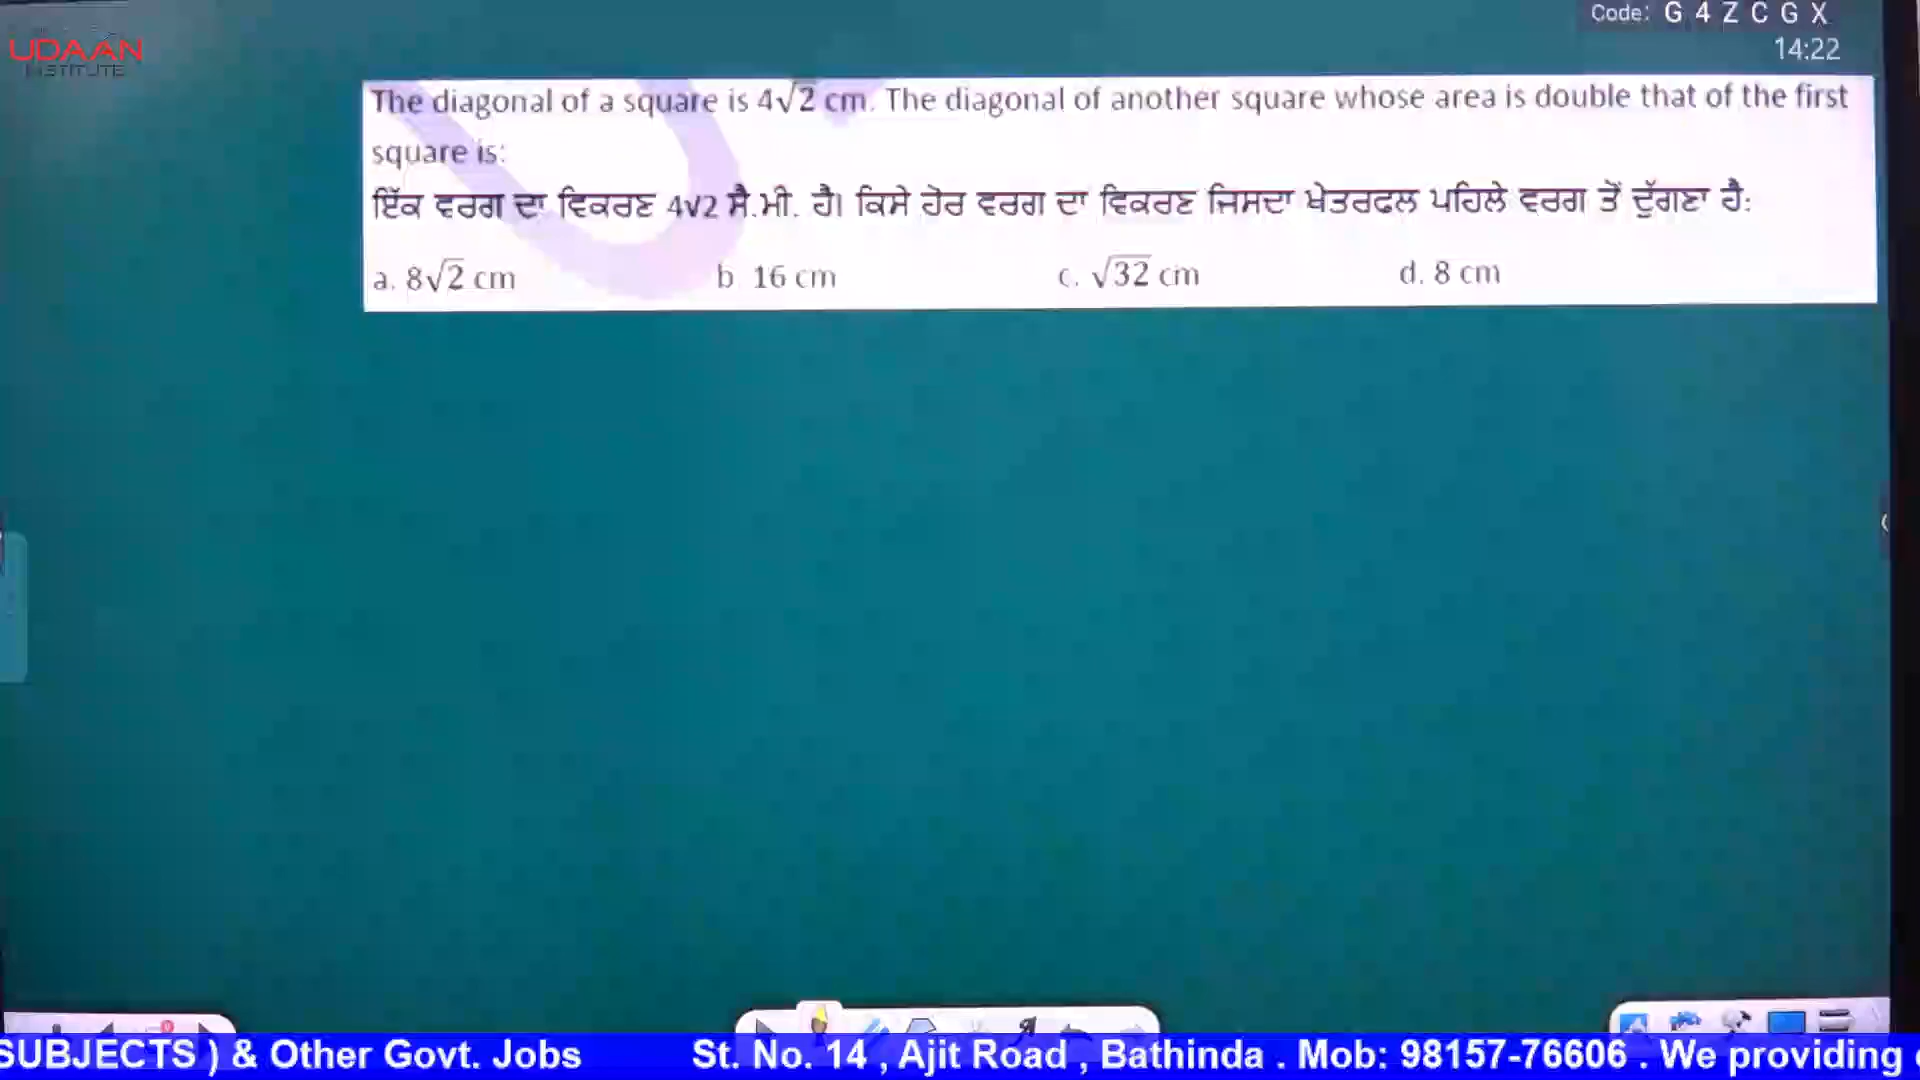 Code: G 4 Z C G X
14:22
UDAAN
INSTITUTE
The diagonal of a square is 4√2 cm. The diagonal of another square whose area is double that of the first
square is:
ਇੱਕ ਵਰਗ ਦਾ ਵਿਕਰਣ 4√2 ਸੈ.ਮੀ. ਹੈ। ਕਿਸੇ ਹੋਰ ਵਰਗ ਦਾ ਵਿਕਰਣ ਜਿਸਦਾ ਖੇਤਰਫਲ ਪਹਿਲੇ ਵਰਗ ਤੋਂ ਦੁੱਗਣਾ ਹੈ:
a. 8√2 cm b 16 cm c. √32 cm d. 8 cm
SUBJECTS ) & Other Govt. Jobs St. No. 14 , Ajit Road , Bathinda . Mob: 98157-76606 . We providing